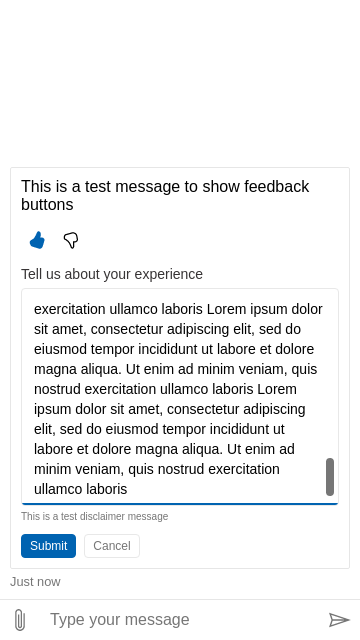 This is a test message to show feedback
buttons
Tell us about your experience
exercitation ullamco laboris Lorem ipsum dolor
sit amet, consectetur adipiscing elit, sed do
eiusmod tempor incididunt ut labore et dolore
magna aliqua. Ut enim ad minim veniam, quis
nostrud exercitation ullamco laboris Lorem
ipsum dolor sit amet, consectetur adipiscing
elit, sed do eiusmod tempor incididunt ut
labore et dolore magna aliqua. Ut enim ad
minim veniam, quis nostrud exercitation
ullamco laboris
This is a test disclaimer message
Submit Cancel
Just now
Type your message